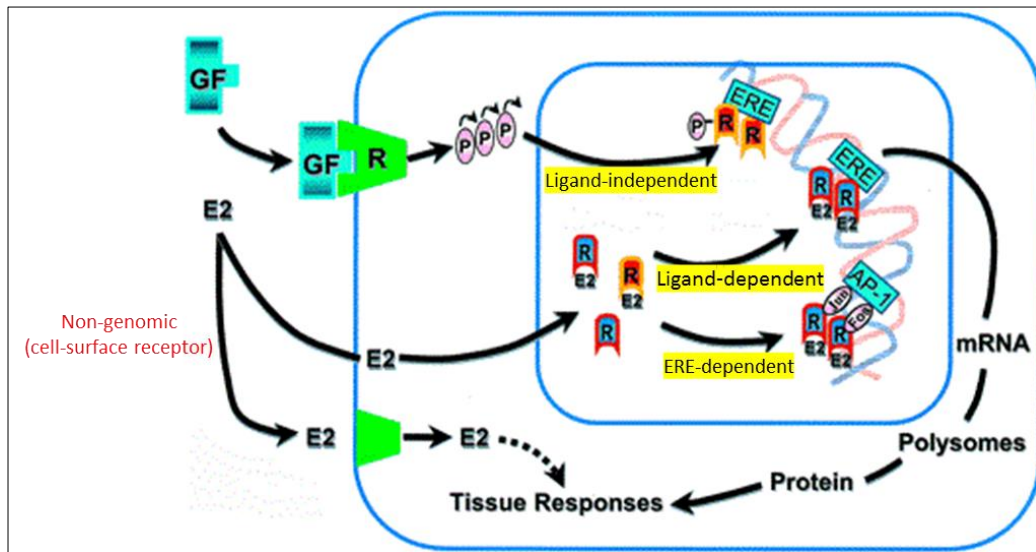 GF
GF
R
P P P
ERE
P
R
R
Ligand-independent
ERE
E2
R
R
E2
E2
R
E2
R
E2
Ligand-dependent
AP-1
Jun
Fos
Non-genomic
(cell-surface receptor)
R
R
R
E2
E2
E2
ERE-dependent
mRNA
E2
E2
Polysomes
Protein
Tissue Responses